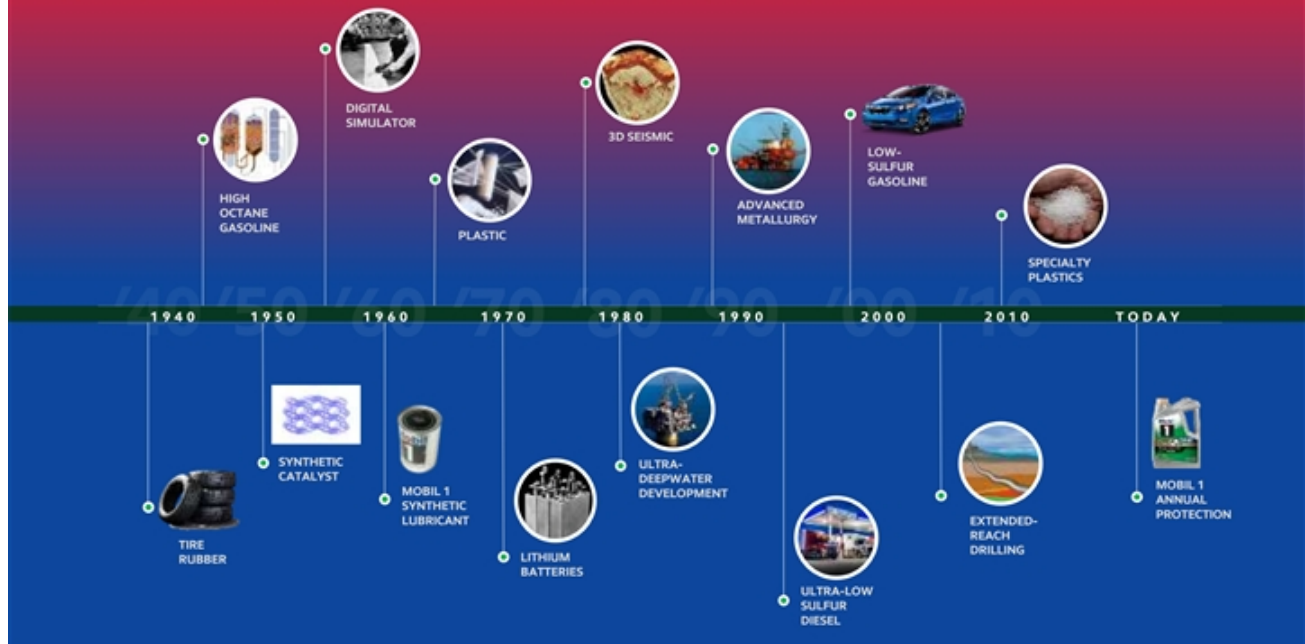 DIGITAL
SIMULATOR
3D SEISMIC
HIGH
OCTANE
GASOLINE
PLASTIC
ADVANCED
METALLURGY
LOW-
SULFUR
GASOLINE
SPECIALTY
PLASTICS
'40 '50 '60 '70 '80 '90 '00 '10
1940 1950 1960 1970 1980 1990 2000 2010 TODAY
TIRE
RUBBER
SYNTHETIC
CATALYST
MOBIL 1
SYNTHETIC
LUBRICANT
LITHIUM
BATTERIES
ULTRA-
DEEPWATER
DEVELOPMENT
ULTRA-LOW
SULFUR
DIESEL
EXTENDED-
REACH
DRILLING
1
MOBIL 1
ANNUAL
PROTECTION